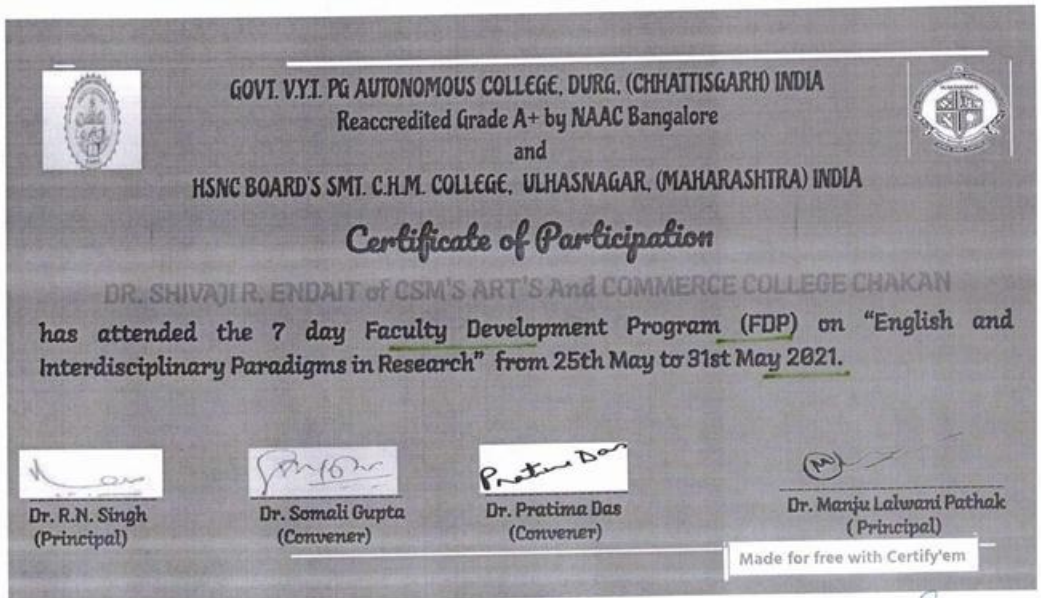 GOVT. V.Y.T. PG AUTONOMOUS COLLEGE, DURG, (CHHATTISGARH) INDIA
Reaccredited Grade A+ by NAAC Bangalore
and
HSNC BOARD'S SMT. C.H.M. COLLEGE, ULHASNAGAR, (MAHARASHTRA) INDIA
Certificate of Participation
DR. SHIVAJI R. ENDAIT of CSM'S ART'S And COMMERCE COLLEGE CHAKAN
has attended the 7 day Faculty Development Program (FDP) on "English and
Interdisciplinary Paradigms in Research" from 25th May to 31st May 2021.
Pratima Das
Dr. R.N. Singh
(Principal)
Dr. Somali Gupta
(Convener)
Dr. Pratima Das
(Convener)
Dr. Manju Lalwani Pathak
(Principal)
Made for free with Certify'em